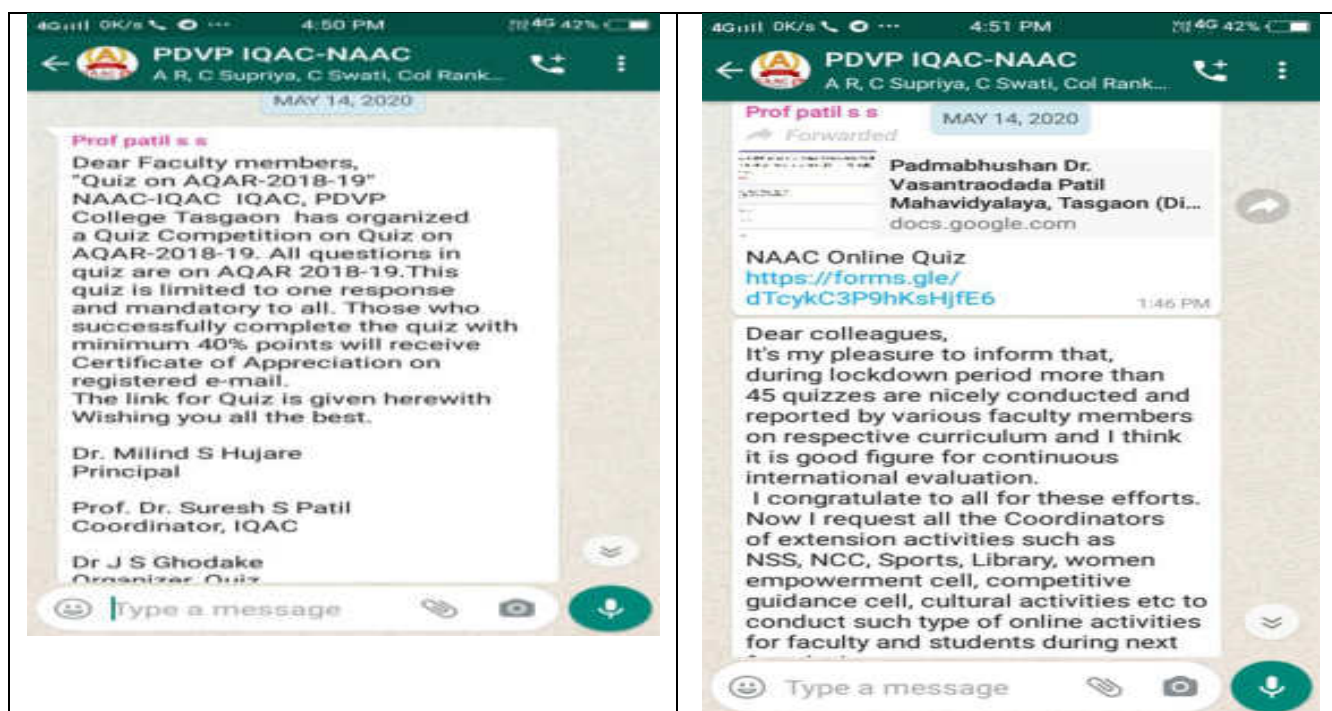 4G DK/s 4:50 PM 4G 42%
PDVP IQAC-NAAC
A R, C Supriya, C Swati, Col Rank...
MAY 14, 2020
Prof patil s s
Dear Faculty members,
"Quiz on AQAR-2018-19"
NAAC-IQAC IQAC, PDVP
College Tasgaon has organized
a Quiz Competition on Quiz on
AQAR-2018-19. All questions in
quiz are on AQAR 2018-19.This
quiz is limited to one response
and mandatory to all. Those who
successfully complete the quiz with
minimum 40% points will receive
Certificate of Appreciation on
registered e-mail.
The link for Quiz is given herewith
Wishing you all the best.
Dr. Milind S Hujare
Principal
Prof. Dr. Suresh S Patil
Coordinator, IQAC
Dr J S Ghodake
Organizer Quiz
Type a message
4G DK/s 4:51 PM 4G 42%
PDVP IQAC-NAAC
A R, C Supriya, C Swati, Col Rank...
Prof patil s s
MAY 14, 2020
Forwarded
Padmabhushan Dr.
Vasantraodada Patil
Mahavidyalaya, Tasgaon (Di...
docs.google.com
NAAC Online Quiz
https://forms.gle/
dTcykC3P9hKsHjfE6
1:46 PM
Dear colleagues,
It's my pleasure to inform that,
during lockdown period more than
45 quizzes are nicely conducted and
reported by various faculty members
on respective curriculum and I think
it is good figure for continuous
international evaluation.
I congratulate to all for these efforts.
Now I request all the Coordinators
of extension activities such as
NSS, NCC, Sports, Library, women
empowerment cell, competitive
guidance cell, cultural activities etc to
conduct such type of online activities
for faculty and students during next
Type a message